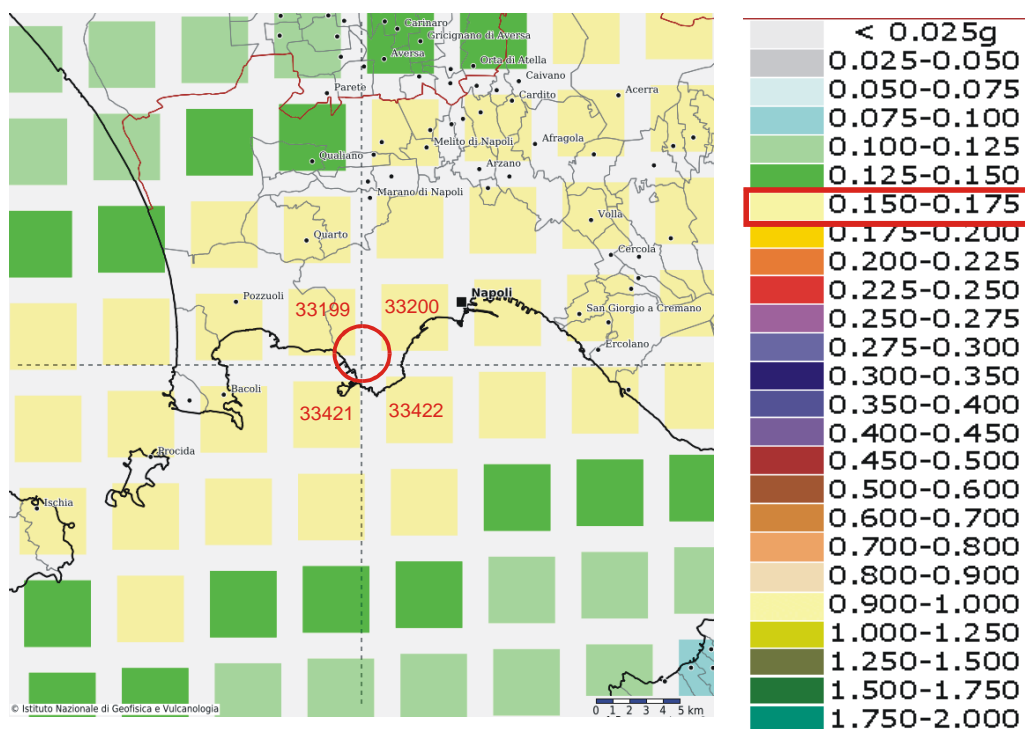 Carinaro
Gricignano di Aversa
Aversa
Orta di Atella
Caivano
Parete
Cardito
Acerra
Melito di Napoli
Afragola
Qualiano
Arzano
Marano di Napoli
Volla
Quarto
Cercola
Pozzuoli
Napoli
33199
33200
San Giorgio a Cremano
Ercolano
Bacoli
33421
33422
Procida
Ischia
© Istituto Nazionale di Geofisica e Vulcanologia
0 1 2 3 4 5 km
< 0.025g
0.025-0.050
0.050-0.075
0.075-0.100
0.100-0.125
0.125-0.150
0.150-0.175
0.175-0.200
0.200-0.225
0.225-0.250
0.250-0.275
0.275-0.300
0.300-0.350
0.350-0.400
0.400-0.450
0.450-0.500
0.500-0.600
0.600-0.700
0.700-0.800
0.800-0.900
0.900-1.000
1.000-1.250
1.250-1.500
1.500-1.750
1.750-2.000